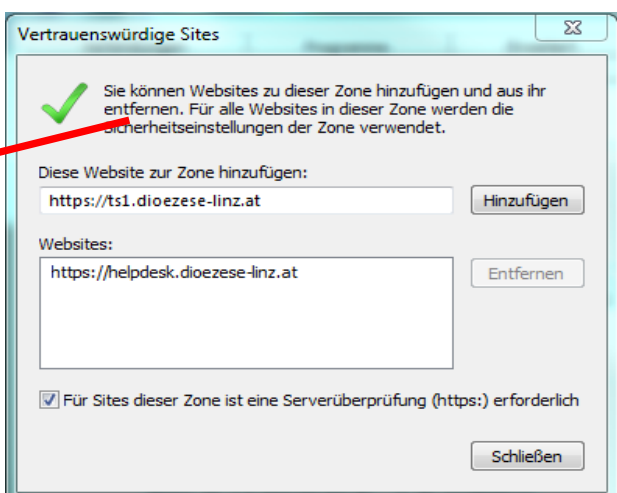 Vertrauenswürdige Sites
Sie können Websites zu dieser Zone hinzufügen und aus ihr
entfernen. Für alle Websites in dieser Zone werden die
Sicherheitseinstellungen der Zone verwendet.
Diese Website zur Zone hinzufügen:
https://ts1.dioezese-linz.at
Hinzufügen
Websites:
https://helpdesk.dioezese-linz.at
Entfernen
Für Sites dieser Zone ist eine Serverüberprüfung (https:) erforderlich
Schließen